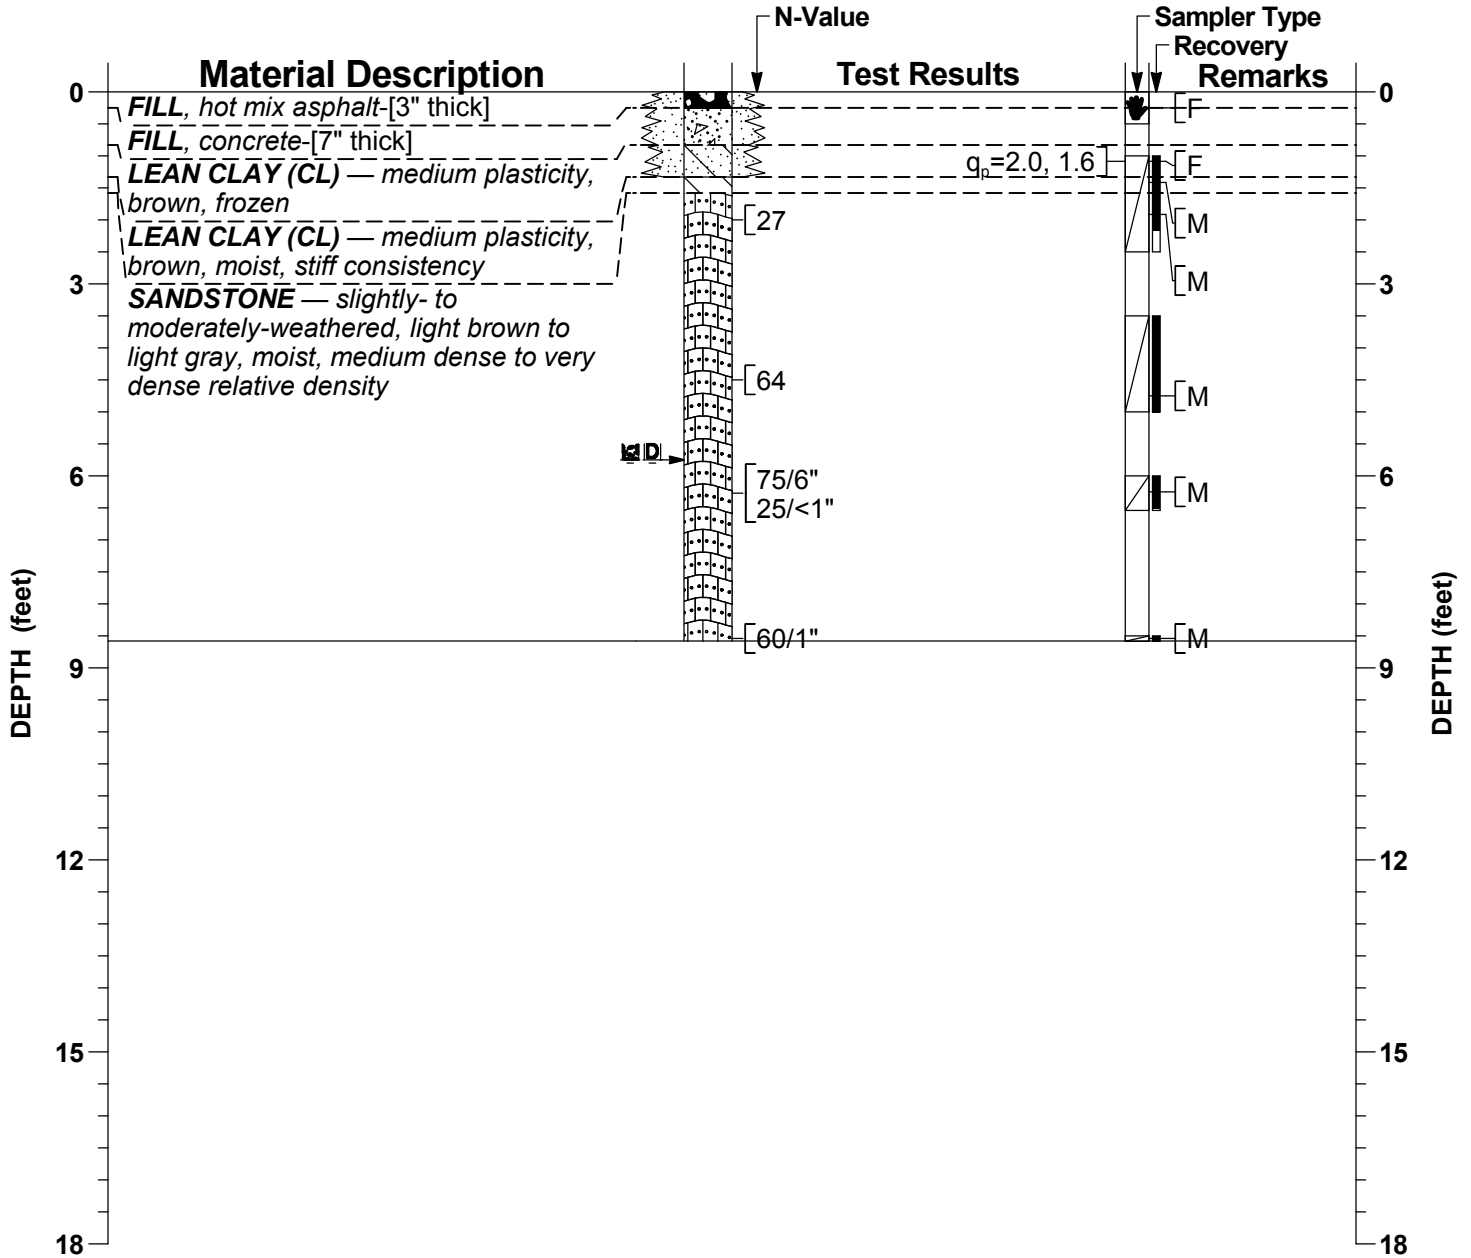 N-Value
Sampler Type
Recovery
Material Description
Test Results
Remarks
0
0
FILL, hot mix asphalt-[3" thick]
F
FILL, concrete-[7" thick]
qp=2.0, 1.6
F
LEAN CLAY (CL) — medium plasticity,
brown, frozen
27
M
LEAN CLAY (CL) — medium plasticity,
brown, moist, stiff consistency
M
3
3
SANDSTONE — slightly- to
moderately-weathered, light brown to
light gray, moist, medium dense to very
dense relative density
64
M
D
6
6
75/6"
25/<1"
M
60/1"
M
DEPTH (feet)
DEPTH (feet)
9
9
12
12
15
15
18
18